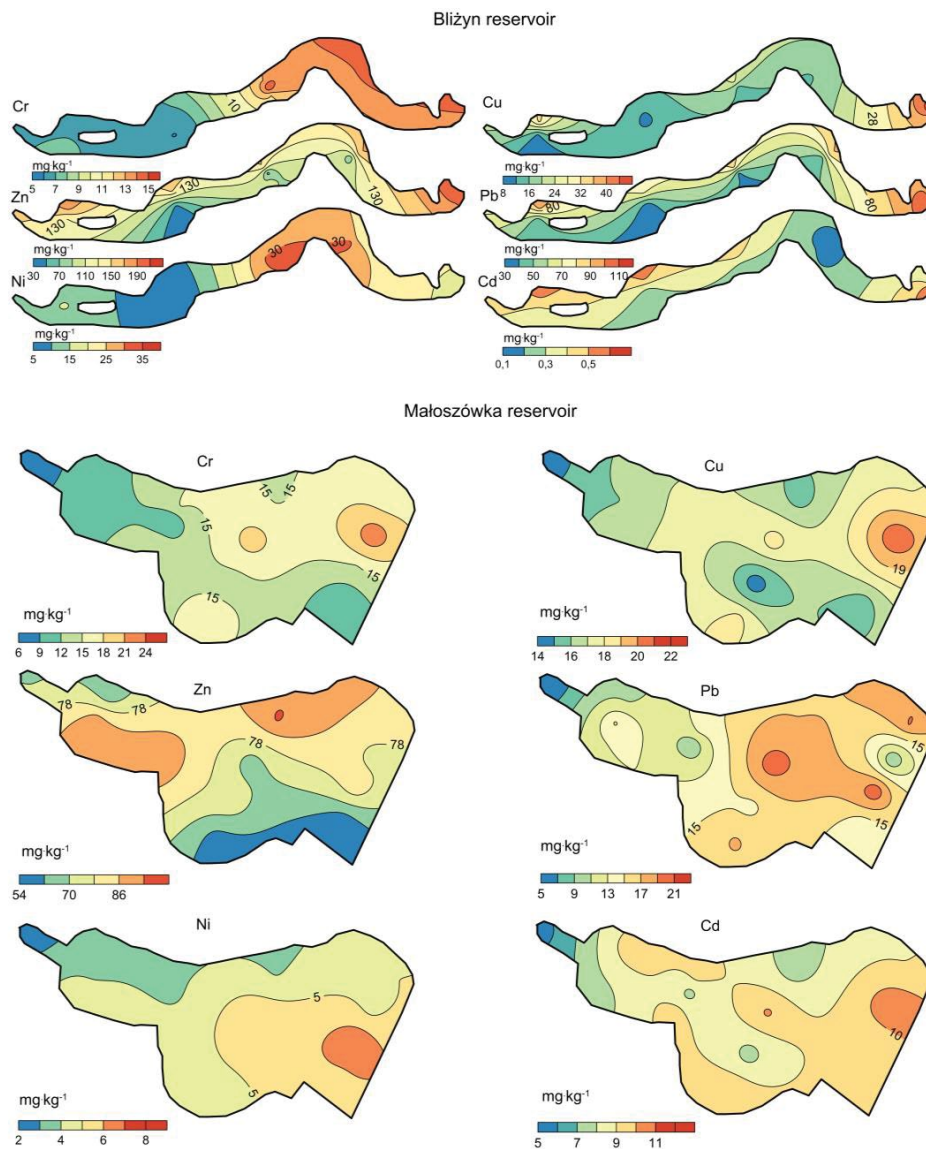 Bliżyn reservoir
Cr
10
mg·kg⁻¹
5 7 9 11 13 15
Cu
28
mg·kg⁻¹
8 16 24 32 40
Zn
130
130
130
mg·kg⁻¹
30 70 110 150 190
Pb
80
80
mg·kg⁻¹
30 50 70 90 110
Ni
30
30
mg·kg⁻¹
5 15 25 35
Cd
mg·kg⁻¹
0,1 0,3 0,5
Małoszówka reservoir
Cr
15
15
15
15
15
mg·kg⁻¹
6 9 12 15 18 21 24
Cu
19
mg·kg⁻¹
14 16 18 20 22
Zn
78
78
78
78
mg·kg⁻¹
54 70 86
Pb
15
15
15
mg·kg⁻¹
5 9 13 17 21
Ni
5
5
mg·kg⁻¹
2 4 6 8
Cd
10
mg·kg⁻¹
5 7 9 11